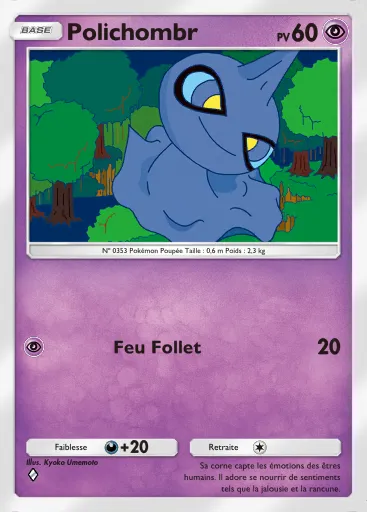 BASE
Polichombr
PV 60
N° 0353 Pokémon Poupée Taille : 0,6 m Poids : 2,3 kg
Feu Follet 20
Faiblesse +20 Retraite
Illus. Kyoko Umemoto
Sa corne capte les émotions des êtres
humains. Il adore se nourrir de sentiments
tels que la jalousie et la rancune.